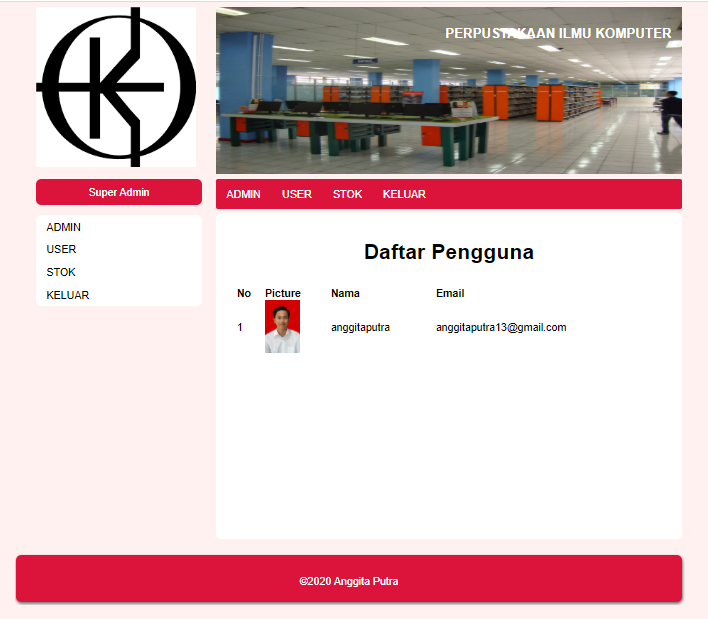 PERPUSTAKAAN ILMU KOMPUTER
Super Admin
ADMIN USER STOK KELUAR
ADMIN
USER
STOK
KELUAR
Daftar Pengguna
No Picture Nama Email
1 anggitaputra anggitaputra13@gmail.com
©2020 Anggita Putra